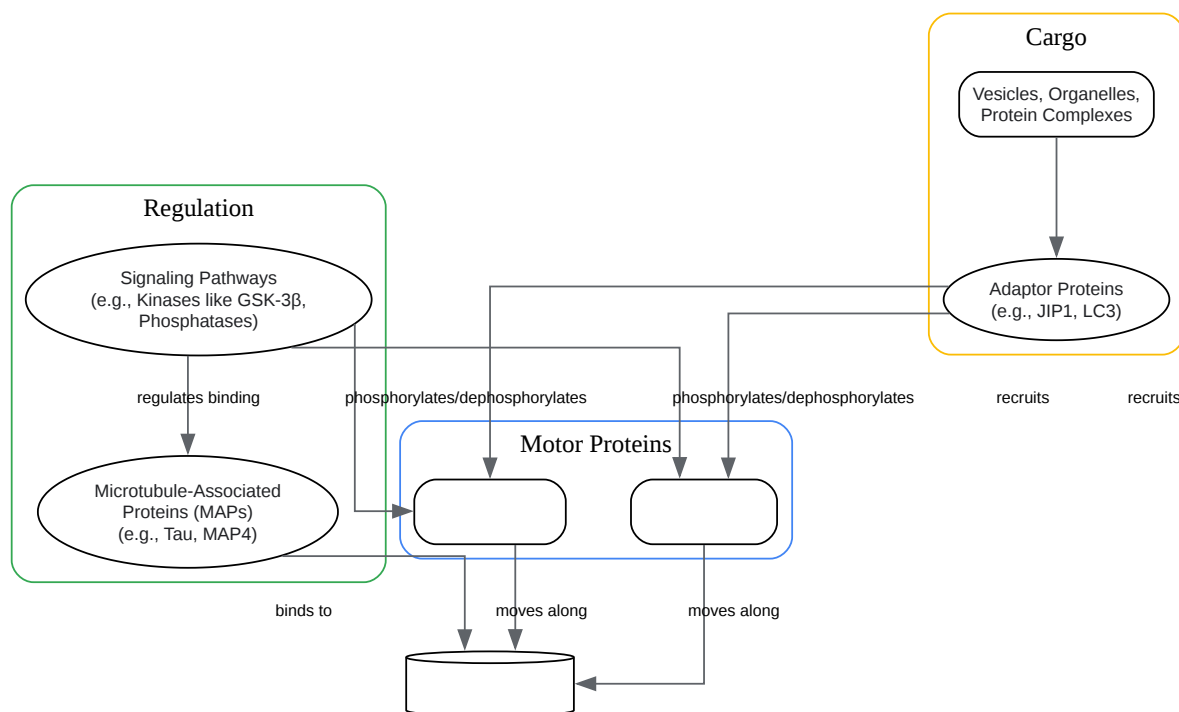 Cargo
Vesicles, Organelles,
Protein Complexes
Regulation
Signaling Pathways
(e.g., Kinases like GSK-3β,
Phosphatases)
Adaptor Proteins
(e.g., JIP1, LC3)
regulates binding
phosphorylates/dephosphorylates
phosphorylates/dephosphorylates
recruits
recruits
Motor Proteins
Microtubule-Associated
Proteins (MAPs)
(e.g., Tau, MAP4)
binds to
moves along
moves along